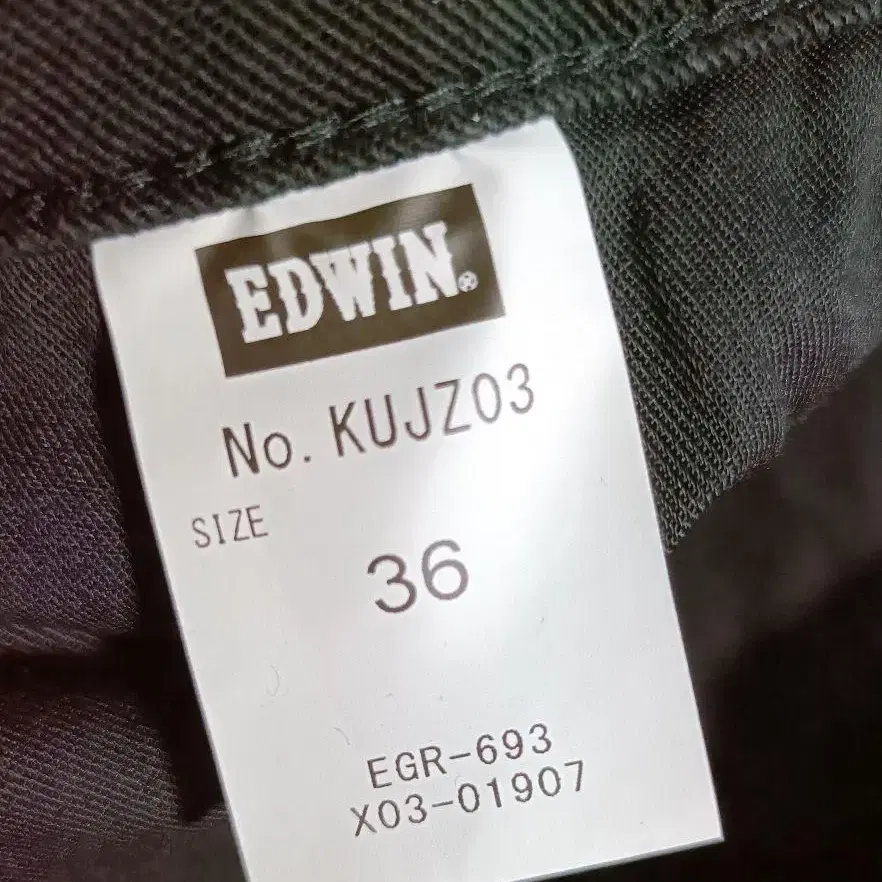 EDWIN®
No. KUJZ03
SIZE
36
EGR-693
X03-01907